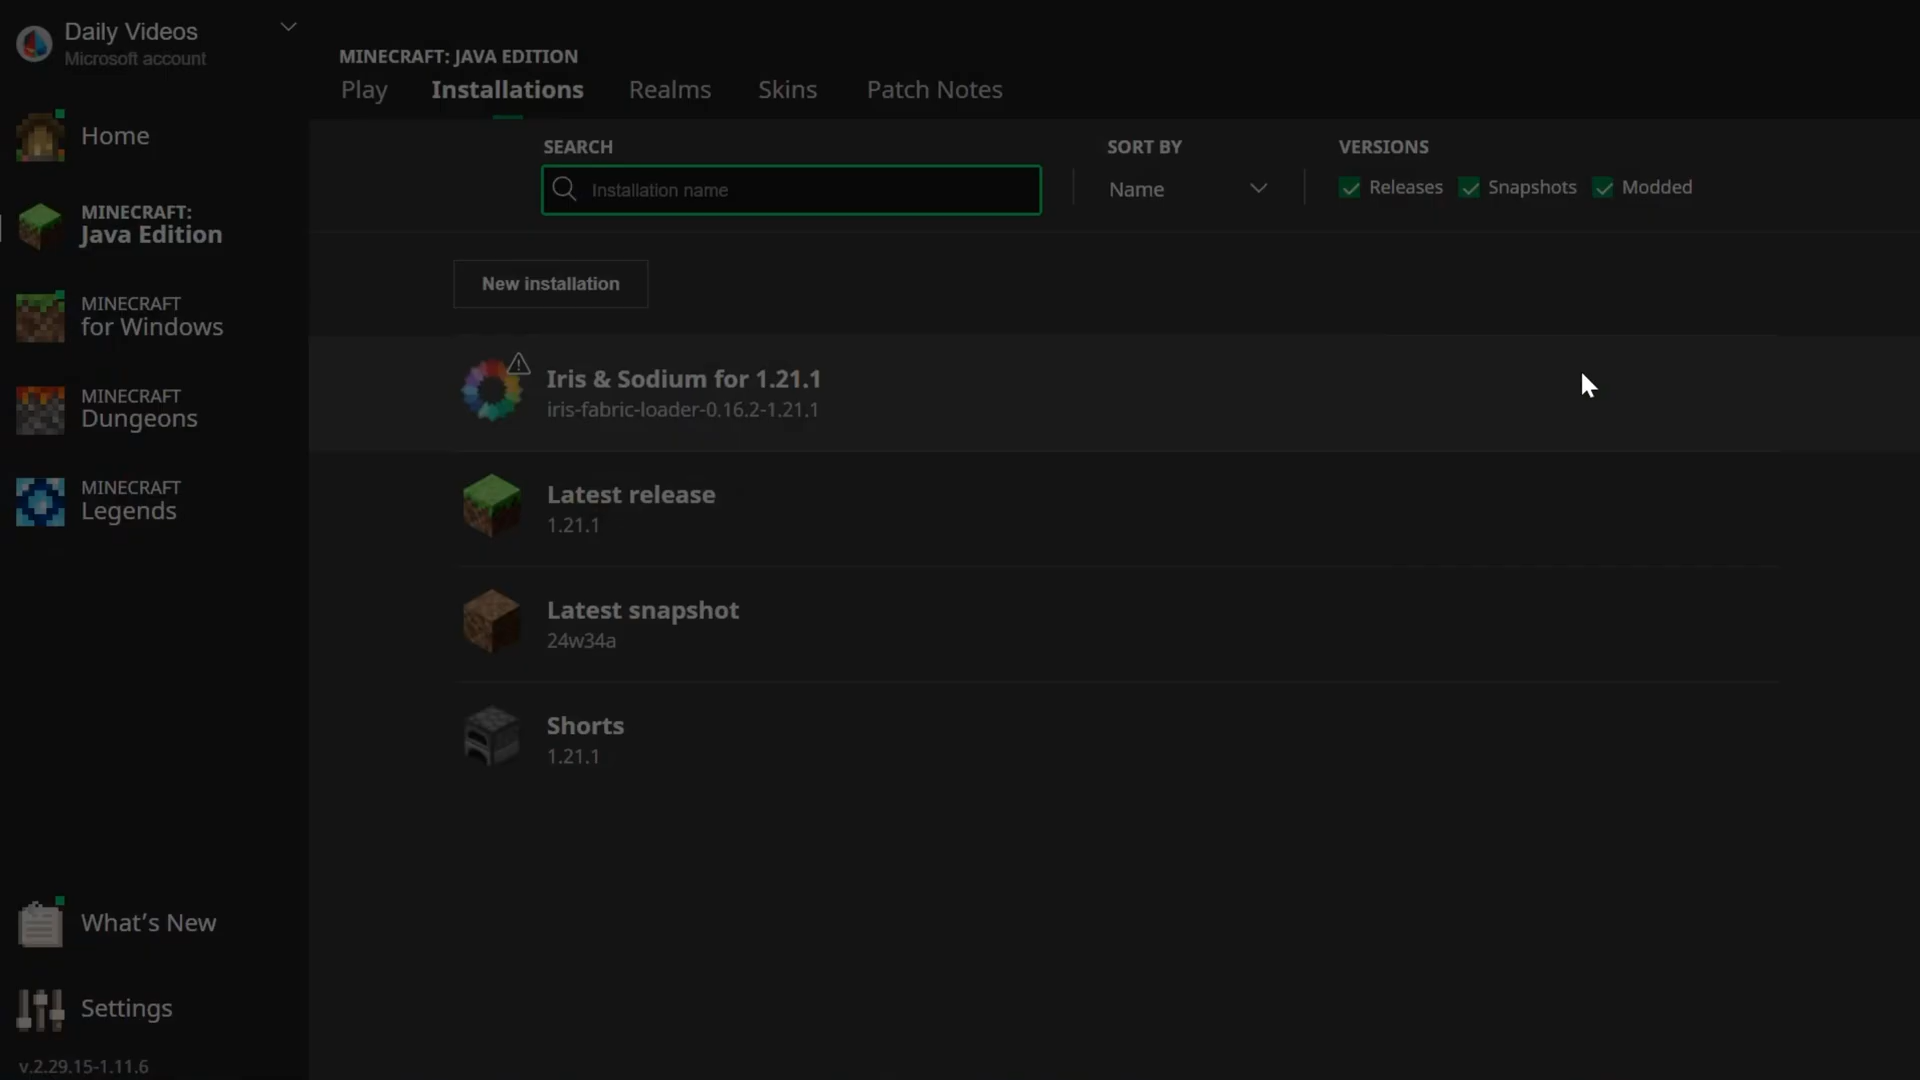 Daily Videos
Microsoft account
Home
MINECRAFT:
Java Edition
MINECRAFT
for Windows
MINECRAFT
Dungeons
MINECRAFT
Legends
What's New
Settings
v.2.29.15-1.11.6
MINECRAFT: JAVA EDITION
Play Installations Realms Skins Patch Notes
SEARCH SORT BY VERSIONS
Installation name Name Releases Snapshots Modded
New installation
Iris & Sodium for 1.21.1
iris-fabric-loader-0.16.2-1.21.1
Latest release
1.21.1
Latest snapshot
24w34a
Shorts
1.21.1